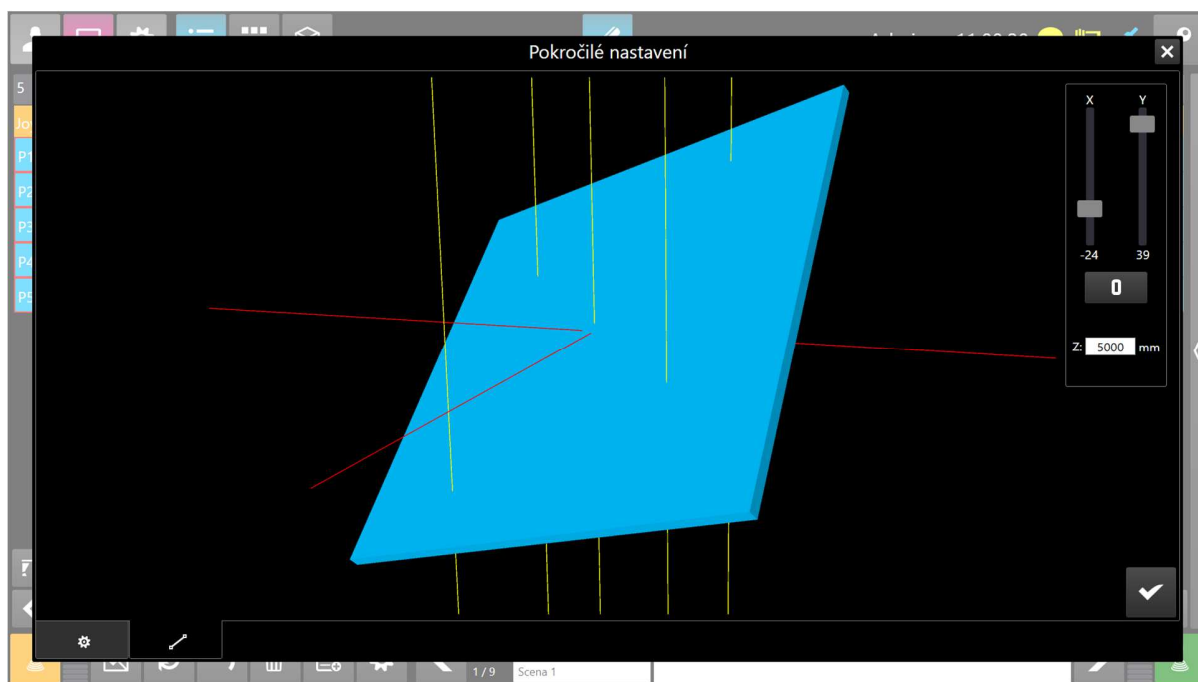 Pokročilé nastavení
5
X Y
-24 39
0
Z: 5000 mm
P1
P2
P3
P4
P5
1 / 9 Scena 1